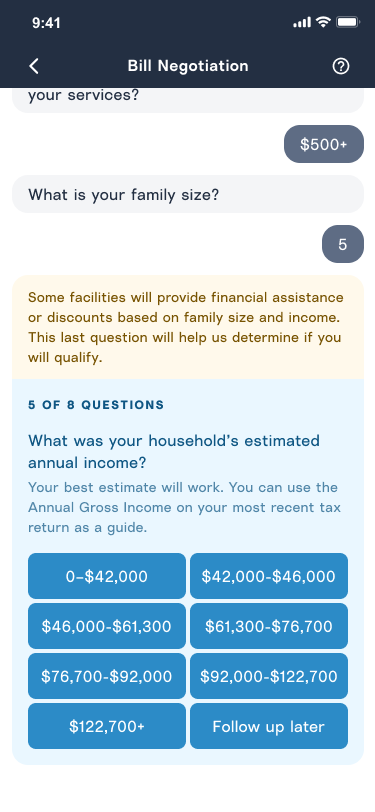 9:41
Bill Negotiation
your services?
$500+
What is your family size?
5
Some facilities will provide financial assistance
or discounts based on family size and income.
This last question will help us determine if you
will qualify.
5 OF 8 QUESTIONS
What was your household's estimated
annual income?
Your best estimate will work. You can use the
Annual Gross Income on your most recent tax
return as a guide.
0–$42,000
$42,000-$46,000
$46,000-$61,300
$61,300-$76,700
$76,700-$92,000
$92,000-$122,700
$122,700+
Follow up later